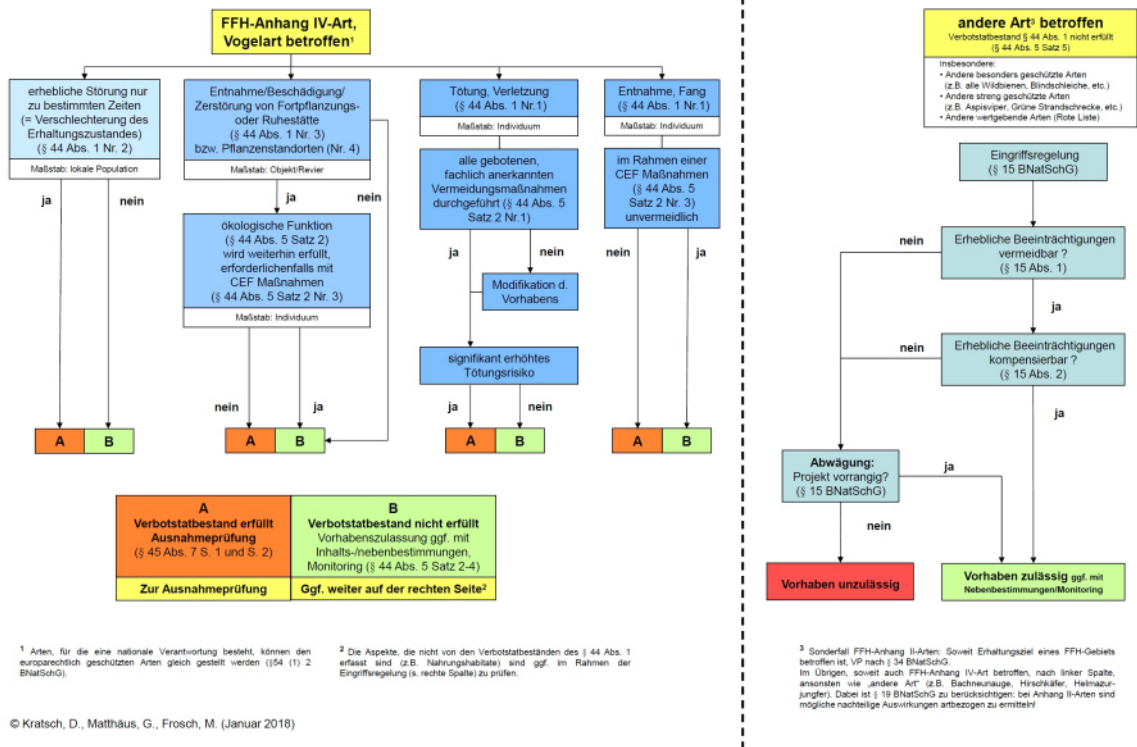 FFH-Anhang IV-Art,
Vogelart betroffen¹
erhebliche Störung nur
zu bestimmten Zeiten
(= Verschlechterung des
Erhaltungszustandes)
(§ 44 Abs. 1 Nr. 2)
Maßstab: lokale Population
ja
nein
Entnahme/Beschädigung/
Zerstörung von Fortpflanzungs-
oder Ruhestätte
(§ 44 Abs. 1 Nr. 3)
bzw. Pflanzenstandorten (Nr. 4)
Maßstab: Objekt/Revier
ja
nein
ökologische Funktion
(§ 44 Abs. 5 Satz 2)
wird weiterhin erfüllt,
erforderlichenfalls mit
CEF Maßnahmen
(§ 44 Abs. 5 Satz 2 Nr. 3)
Maßstab: Individuum
nein
ja
Tötung, Verletzung
(§ 44 Abs. 1 Nr.1)
Maßstab: Individuum
alle gebotenen,
fachlich anerkannten
Vermeidungsmaßnahmen
durchgeführt (§ 44 Abs. 5
Satz 2 Nr.1)
ja
nein
Modifikation d.
Vorhabens
signifikant erhöhtes
Tötungsrisiko
ja
nein
Entnahme, Fang
(§ 44 Abs. 1 Nr.1)
Maßstab: Individuum
im Rahmen einer
CEF Maßnahmen
(§ 44 Abs. 5
Satz 2 Nr. 3)
unvermeidlich
nein
ja
A B
A B
A B
A B
A
Verbotstatbestand erfüllt
Ausnahmeprüfung
(§ 45 Abs. 7 S. 1 und S. 2)
Zur Ausnahmeprüfung
B
Verbotstatbestand nicht erfüllt
Vorhabenszulassung ggf. mit
Inhalts-/nebenbestimmungen,
Monitoring (§ 44 Abs. 5 Satz 2-4)
Ggf. weiter auf der rechten Seite²
¹ Arten, für die eine nationale Verantwortung besteht, können den
europarechtlich geschützten Arten gleich gestellt werden (§54 (1) 2
BNatSchG).
² Die Aspekte, die nicht von den Verbotstatbeständen des § 44 Abs. 1
erfasst sind (z.B. Nahrungshabitate) sind ggf. im Rahmen der
Eingriffsregelung (s. rechte Spalte) zu prüfen.
© Kratsch, D., Matthäus, G., Frosch, M. (Januar 2018)
andere Art³ betroffen
Verbotstatbestand § 44 Abs. 1 nicht erfüllt
(§ 44 Abs. 5 Satz 5)
Insbesondere:
• Andere besonders geschützte Arten
(z.B. alle Wildbienen, Blindschleiche, etc.)
• Andere streng geschützte Arten
(z.B. Aspisviper, Grüne Strandschrecke, etc.)
• Andere wertgebende Arten (Rote Liste)
Eingriffsregelung
(§ 15 BNatSchG)
nein
Erhebliche Beeinträchtigungen
vermeidbar ?
(§ 15 Abs. 1)
ja
nein
Erhebliche Beeinträchtigungen
kompensierbar ?
(§ 15 Abs. 2)
ja
Abwägung:
Projekt vorrangig?
(§ 15 BNatSchG)
ja
nein
Vorhaben unzulässig
Vorhaben zulässig ggf. mit
Nebenbestimmungen/Monitoring
³ Sonderfall FFH-Anhang II-Arten: Soweit Erhaltungsziel eines FFH-Gebiets
betroffen ist, VP nach § 34 BNatSchG.
Im Übrigen, soweit auch FFH-Anhang IV-Art betroffen, nach linker Spalte,
ansonsten wie „andere Art“ (z.B. Bachneunauge, Hirschkäfer, Helmazur-
jungfer). Dabei ist § 19 BNatSchG zu berücksichtigen: bei Anhang II-Arten sind
mögliche nachteilige Auswirkungen artbezogen zu ermitteln!